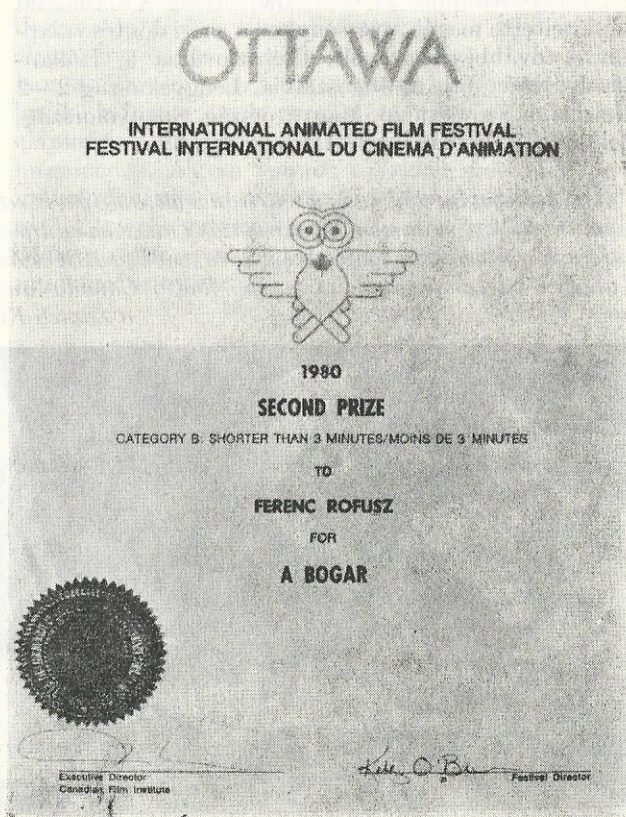 OTTAWA
INTERNATIONAL ANIMATED FILM FESTIVAL
FESTIVAL INTERNATIONAL DU CINEMA D'ANIMATION
1980
SECOND PRIZE
CATEGORY B: SHORTER THAN 3 MINUTES/MOINS DE 3 MINUTES
TO
FERENC ROFUSZ
FOR
A BOGAR
Executive Director
Canadian Film Institute
Festival Director